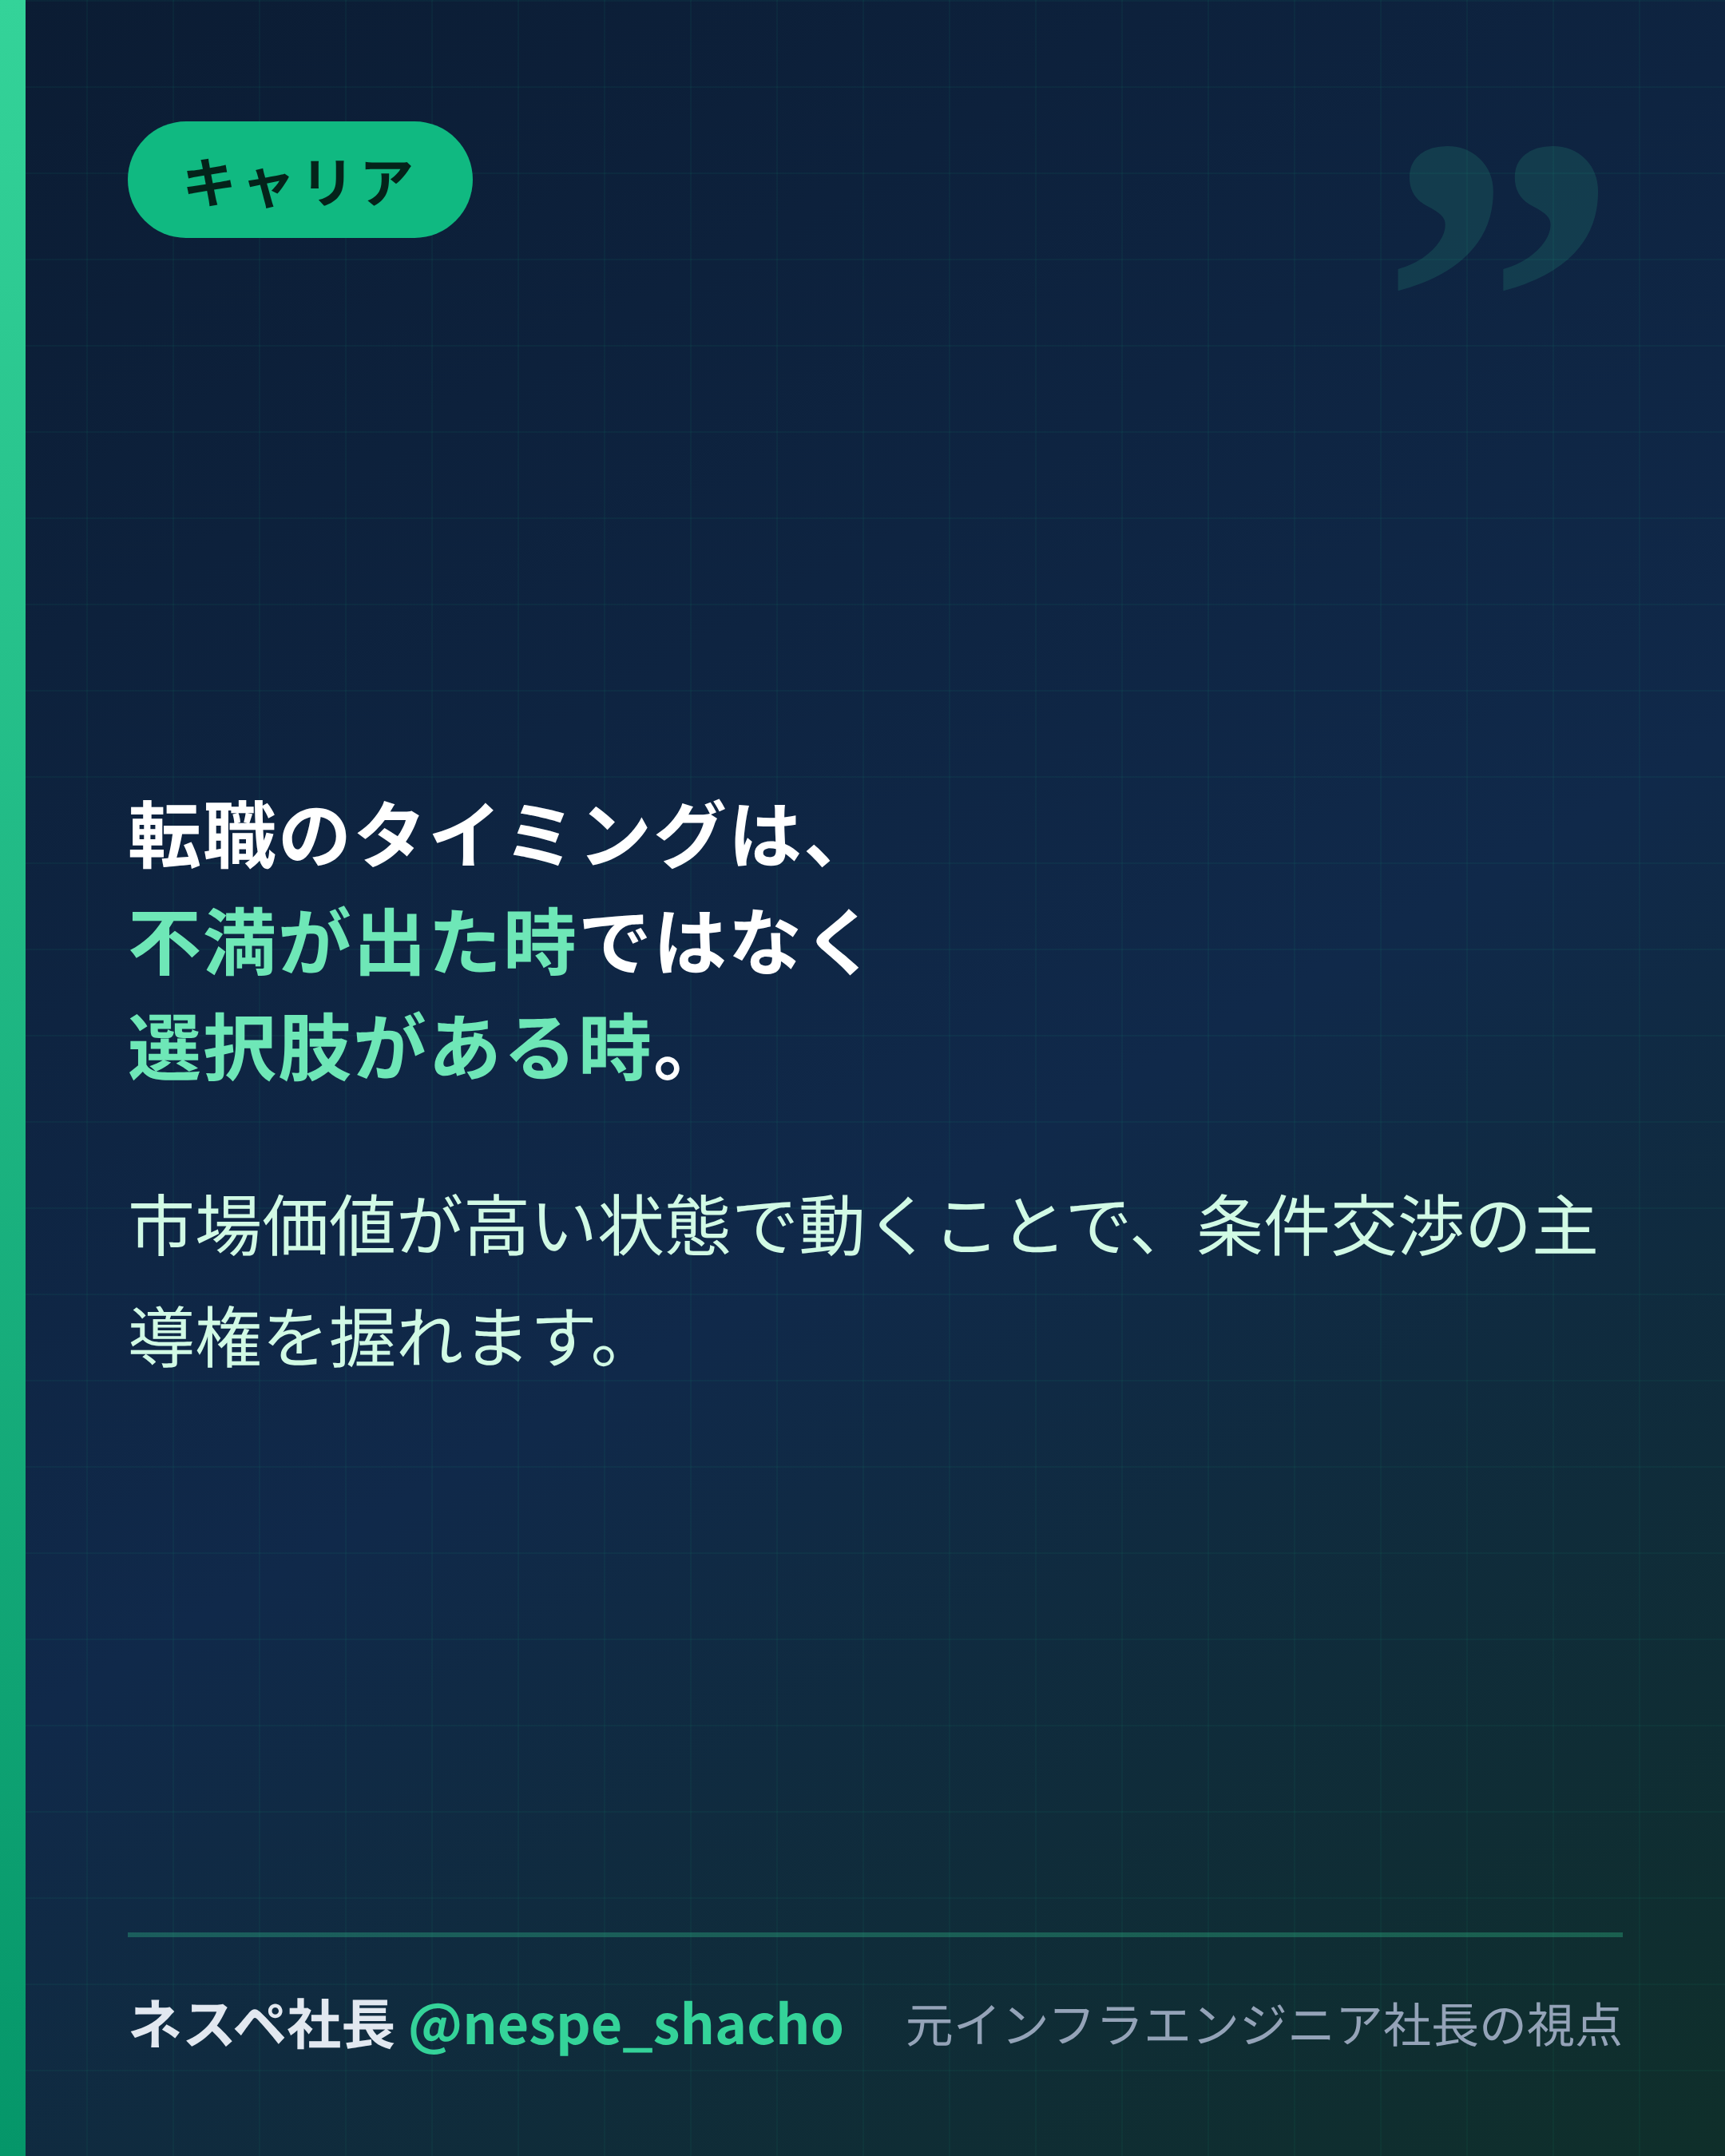 キャリア
”
転職のタイミングは、
不満が出た時ではなく
選択肢がある時。
市場価値が高い状態で動くことで、条件交渉の主
導権を握れます。
ネスペ社長 @nespe_shacho 元インフラエンジニア社長の視点